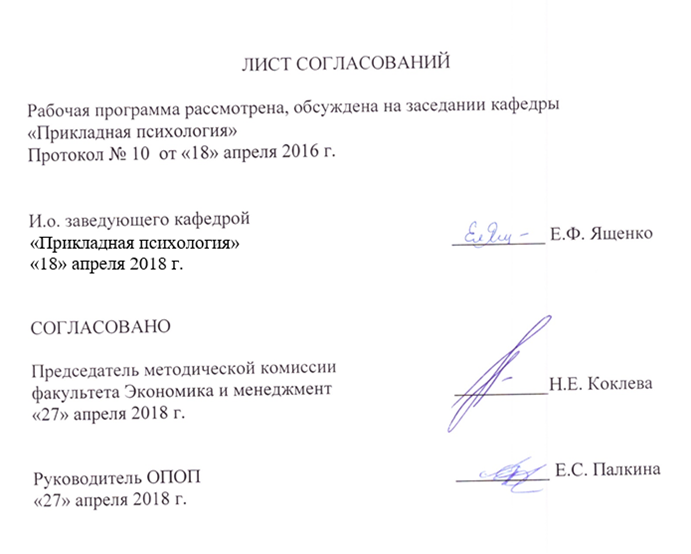 ЛИСТ СОГЛАСОВАНИЙ
Рабочая программа рассмотрена, обсуждена на заседании кафедры
«Прикладная психология»
Протокол № 10 от «18» апреля 2016 г.
И.о. заведующего кафедрой
«Прикладная психология»
«18» апреля 2018 г.
Е.Ф. Ященко
СОГЛАСОВАНО
Председатель методической комиссии
факультета Экономика и менеджмент
«27» апреля 2018 г.
Н.Е. Коклева
Руководитель ОПОП
«27» апреля 2018 г.
Е.С. Палкина